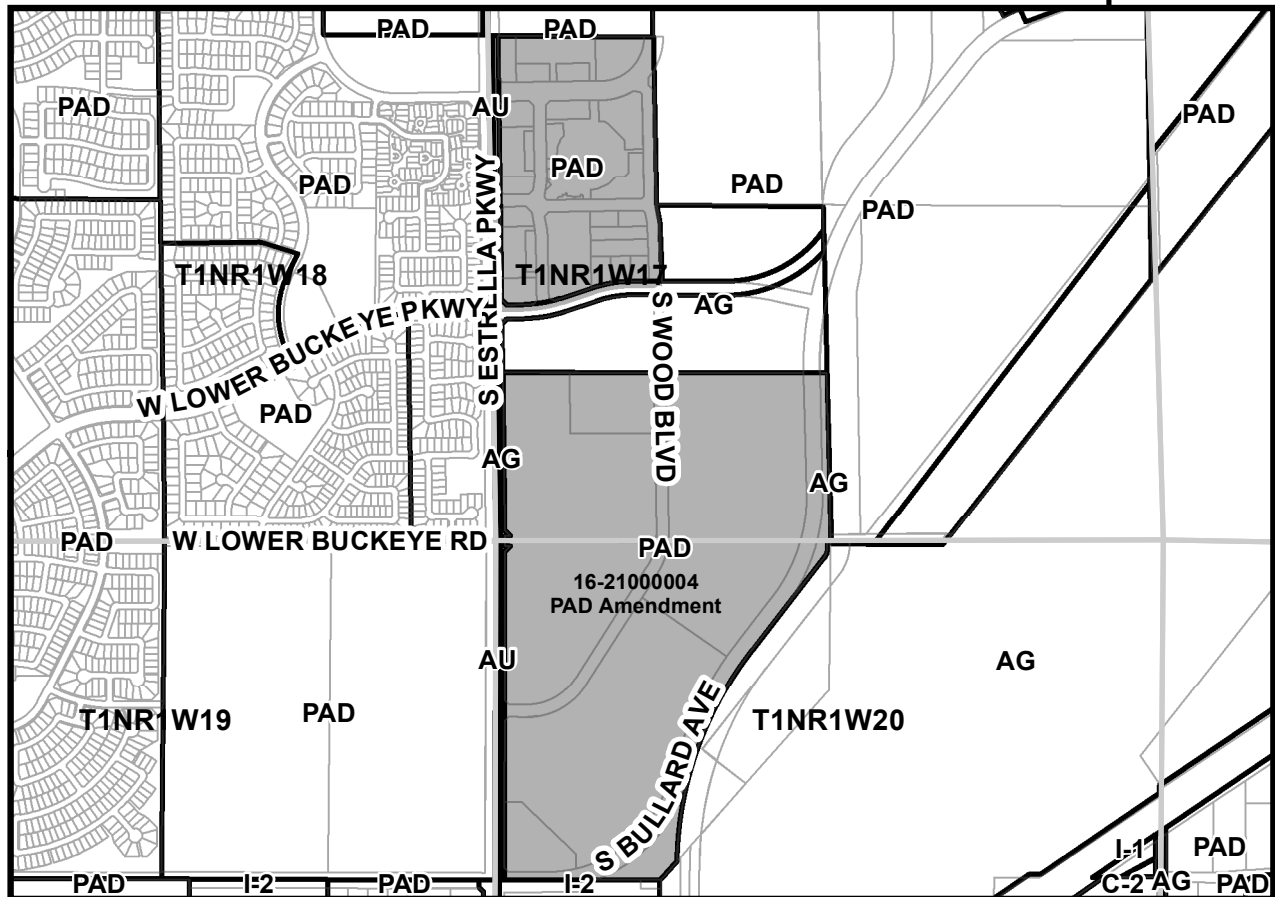 PAD
PAD
PAD
AU
PAD
PAD
PAD
PAD
PAD
PAD
S ESTRELLA PKWY
T1NR1W18
T1NR1W17
AG
W LOWER BUCKEYE PKWY
S WOOD BLVD
PAD
AG
AG
PAD
W LOWER BUCKEYE RD
PAD
16-21000004
PAD Amendment
AU
AG
T1NR1W19
PAD
T1NR1W20
S BULLARD AVE
I-1
PAD
PAD
I-2
PAD
I-2
C-2
AG
PAD